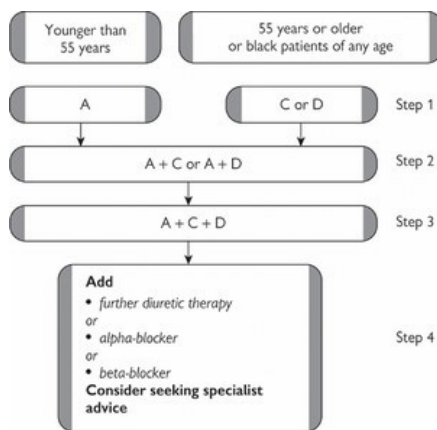 Younger than
55 years
55 years or older
or black patients of any age
A
C or D
Step 1
A + C or A + D
Step 2
A + C + D
Step 3
Add
• further diuretic therapy
or
• alpha-blocker
or
• beta-blocker
Consider seeking specialist
advice
Step 4